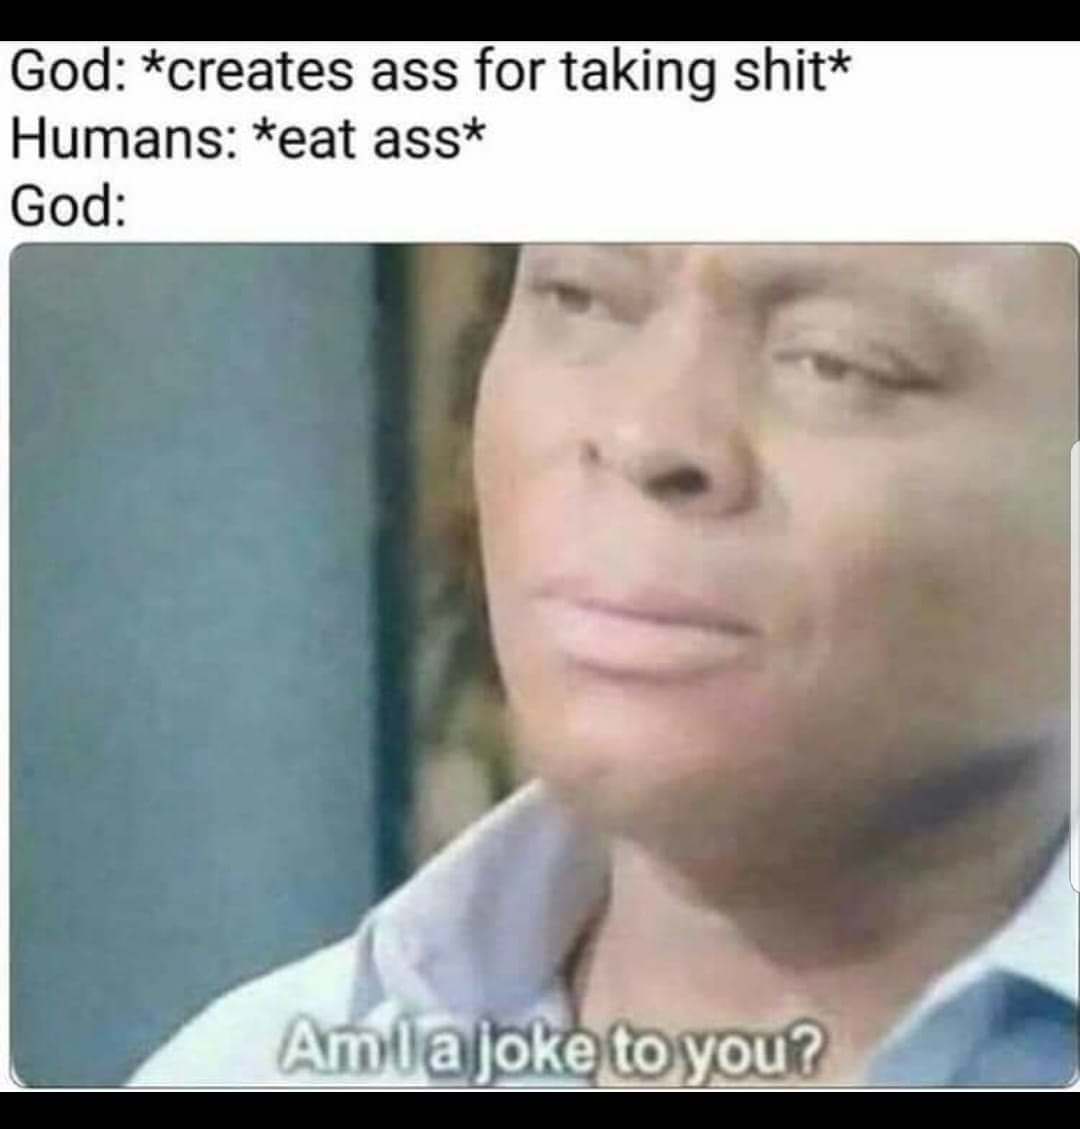 God: *creates ass for taking shit*
Humans: *eat ass*
God:
Am I a joke to you?